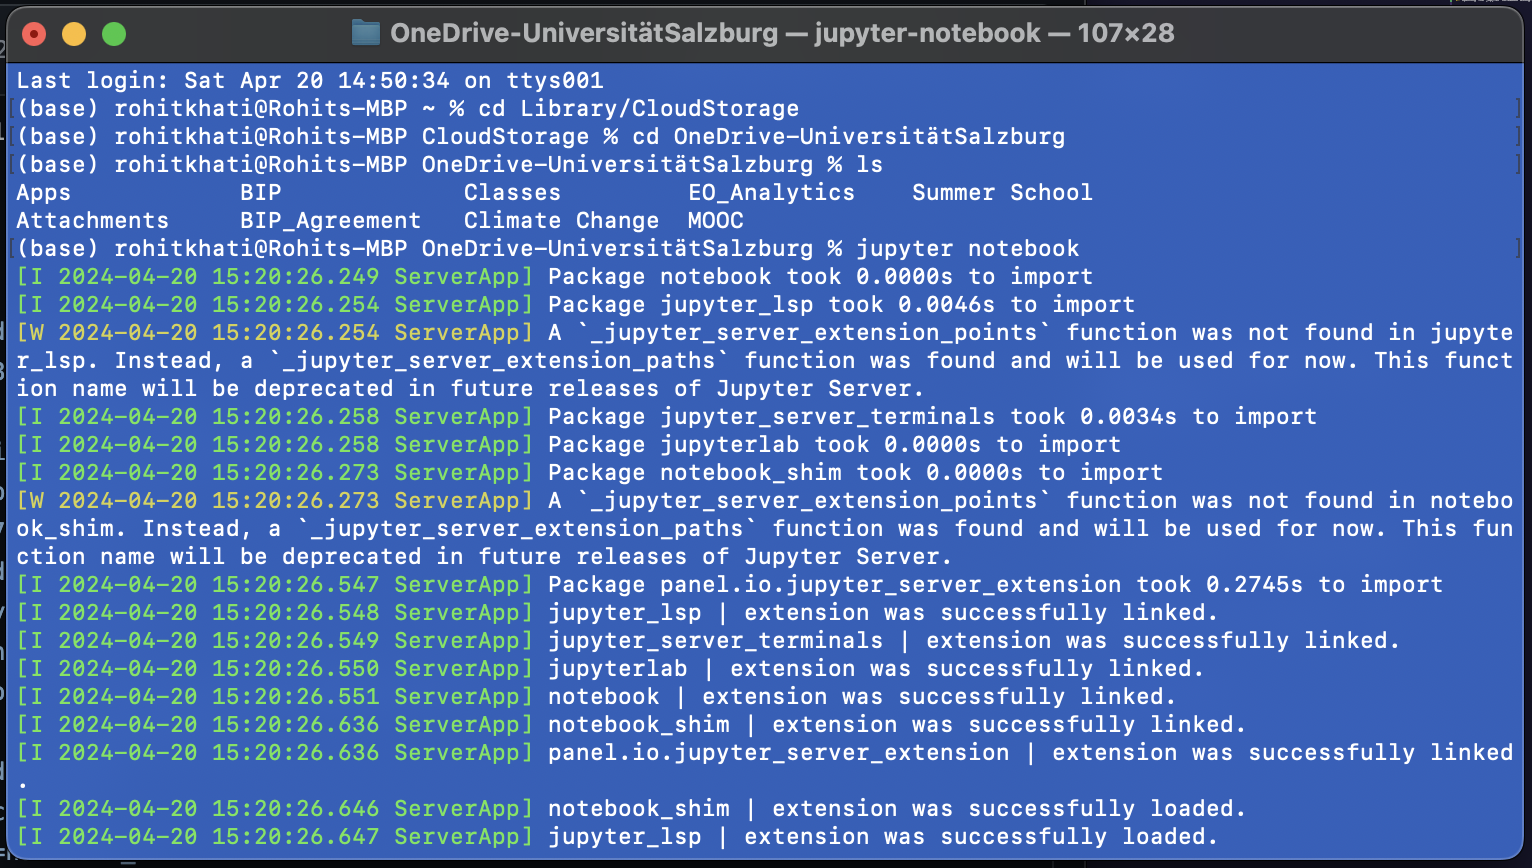 OneDrive-UniversitätSalzburg — jupyter-notebook — 107×28
Last login: Sat Apr 20 14:50:34 on ttys001
[(base) rohitkhati@Rohits-MBP ~ % cd Library/CloudStorage ]
[(base) rohitkhati@Rohits-MBP CloudStorage % cd OneDrive-UniversitätSalzburg ]
[(base) rohitkhati@Rohits-MBP OneDrive-UniversitätSalzburg % ls ]
Apps BIP Classes EO_Analytics Summer School
Attachments BIP_Agreement Climate Change MOOC
[(base) rohitkhati@Rohits-MBP OneDrive-UniversitätSalzburg % jupyter notebook ]
[I 2024-04-20 15:20:26.249 ServerApp] Package notebook took 0.0000s to import
[I 2024-04-20 15:20:26.254 ServerApp] Package jupyter_lsp took 0.0046s to import
[W 2024-04-20 15:20:26.254 ServerApp] A `_jupyter_server_extension_points` function was not found in jupyte
r_lsp. Instead, a `_jupyter_server_extension_paths` function was found and will be used for now. This funct
ion name will be deprecated in future releases of Jupyter Server.
[I 2024-04-20 15:20:26.258 ServerApp] Package jupyter_server_terminals took 0.0034s to import
[I 2024-04-20 15:20:26.258 ServerApp] Package jupyterlab took 0.0000s to import
[I 2024-04-20 15:20:26.273 ServerApp] Package notebook_shim took 0.0000s to import
[W 2024-04-20 15:20:26.273 ServerApp] A `_jupyter_server_extension_points` function was not found in notebo
ok_shim. Instead, a `_jupyter_server_extension_paths` function was found and will be used for now. This fun
ction name will be deprecated in future releases of Jupyter Server.
[I 2024-04-20 15:20:26.547 ServerApp] Package panel.io.jupyter_server_extension took 0.2745s to import
[I 2024-04-20 15:20:26.548 ServerApp] jupyter_lsp | extension was successfully linked.
[I 2024-04-20 15:20:26.549 ServerApp] jupyter_server_terminals | extension was successfully linked.
[I 2024-04-20 15:20:26.550 ServerApp] jupyterlab | extension was successfully linked.
[I 2024-04-20 15:20:26.551 ServerApp] notebook | extension was successfully linked.
[I 2024-04-20 15:20:26.636 ServerApp] notebook_shim | extension was successfully linked.
[I 2024-04-20 15:20:26.636 ServerApp] panel.io.jupyter_server_extension | extension was successfully linked
.
[I 2024-04-20 15:20:26.646 ServerApp] notebook_shim | extension was successfully loaded.
[I 2024-04-20 15:20:26.647 ServerApp] jupyter_lsp | extension was successfully loaded.